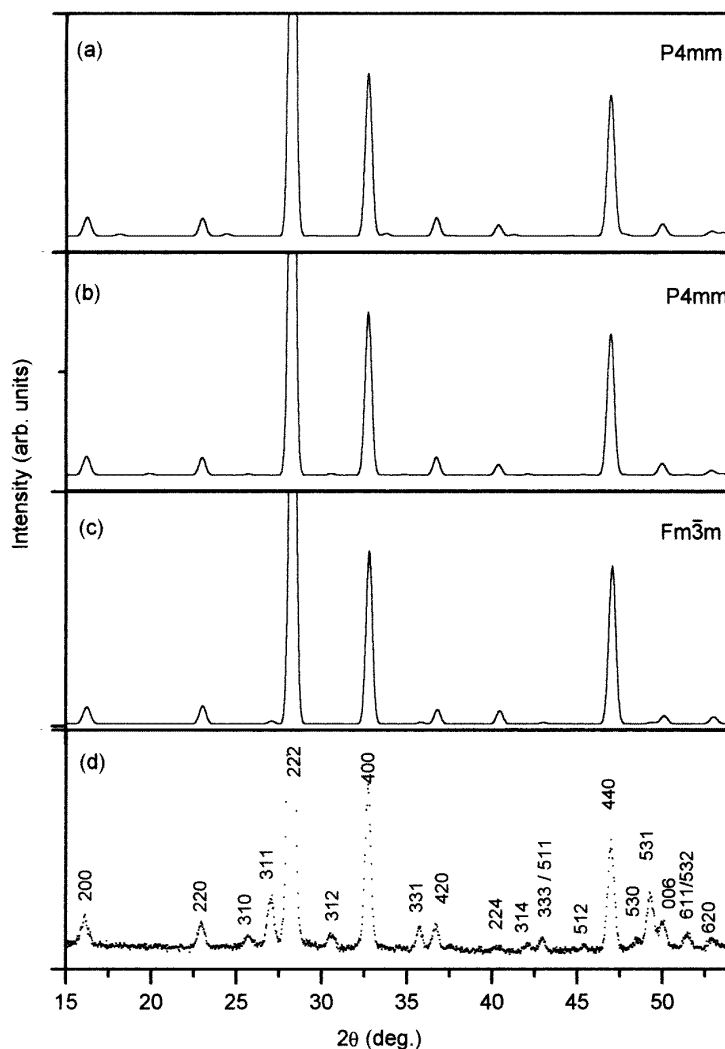 (a)
P4mm
(b)
P4mm
(c)
Fm3̄m
(d)
200
220
310
311
222
312
400
331
420
224
314
333 / 511
512
440
530
531
006
611/532
620
Intensity (arb. units)
15 20 25 30 35 40 45 50
2θ (deg.)